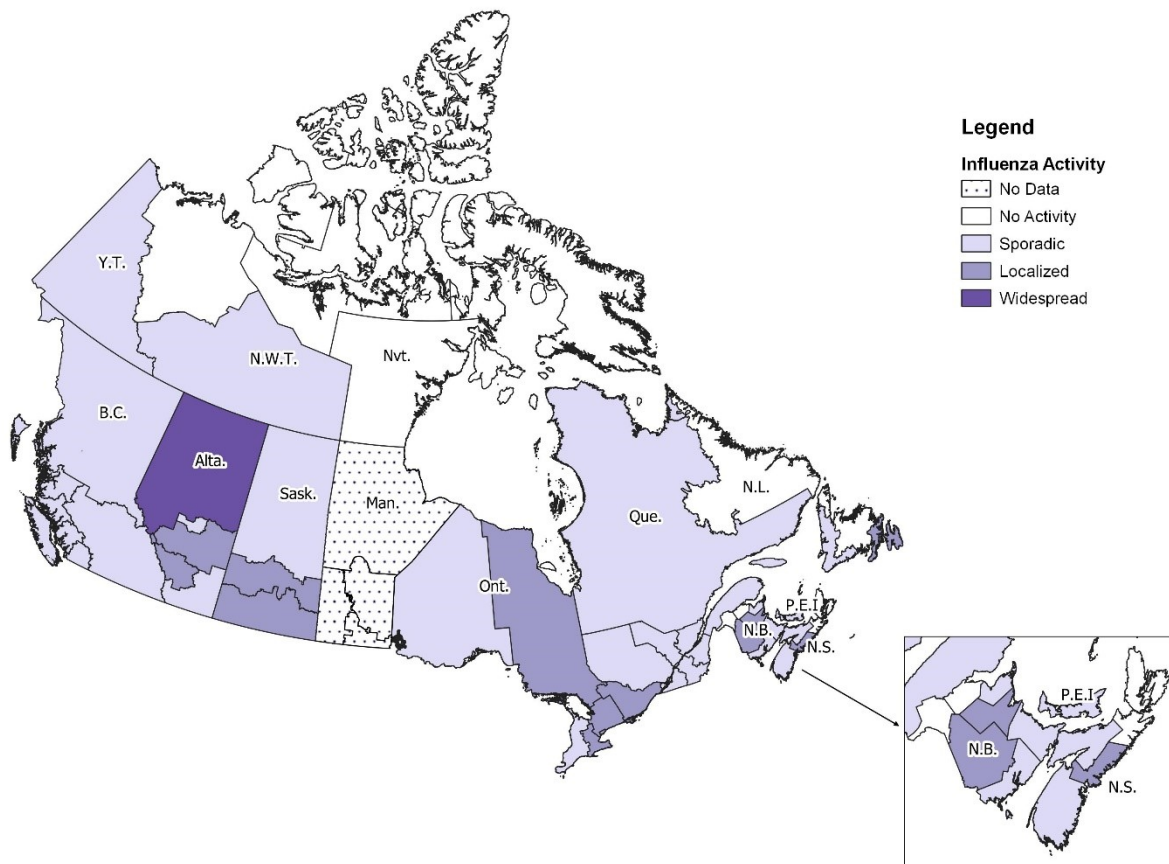 Legend
Influenza Activity
No Data
No Activity
Sporadic
Localized
Widespread
Y.T.
N.W.T.
Nvt.
B.C.
Alta.
Sask.
Man.
N.L.
Que.
Ont.
P.E.I
N.B.
N.S.
P.E.I
N.B.
N.S.